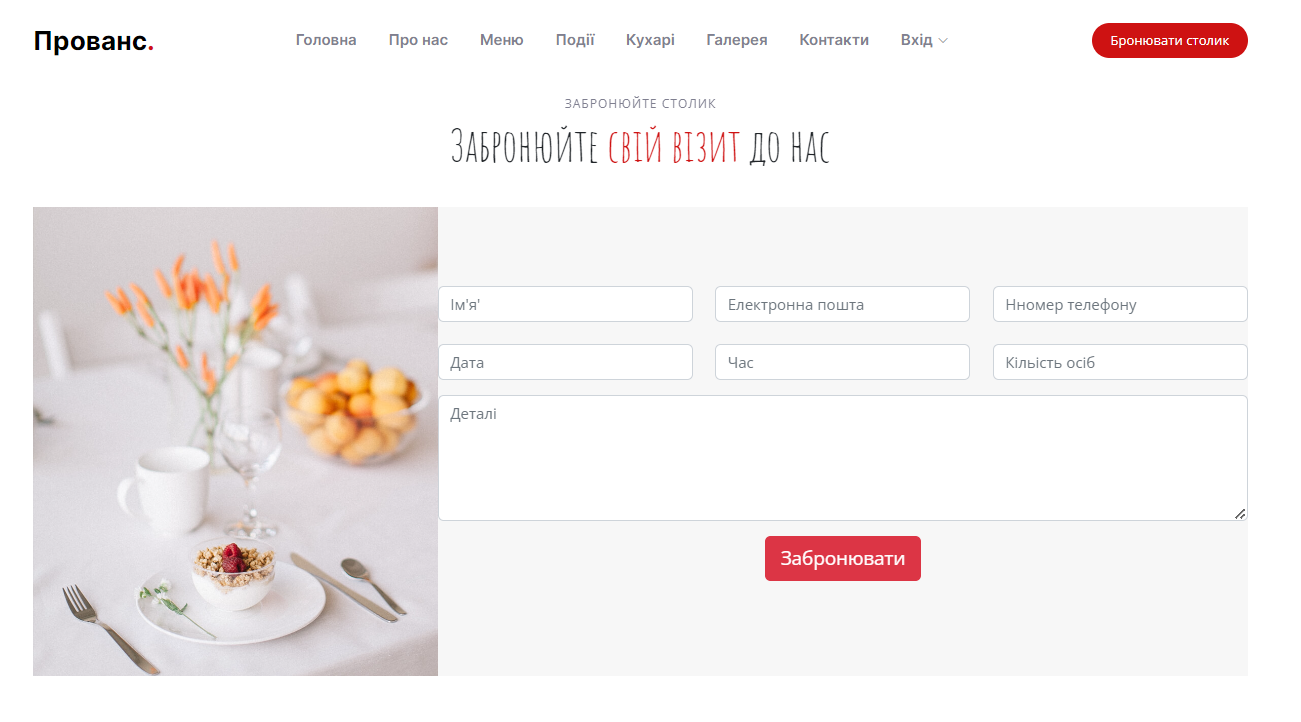 Прованс.
Головна Про нас Меню Події Кухарі Галерея Контакти Вхід
Бронювати столик
ЗАБРОНЮЙТЕ СТОЛИК
Забронюйте свій візит до нас
Ім'я'
Електронна пошта
Нномер телефону
Дата
Час
Кільість осіб
Деталі
Забронювати